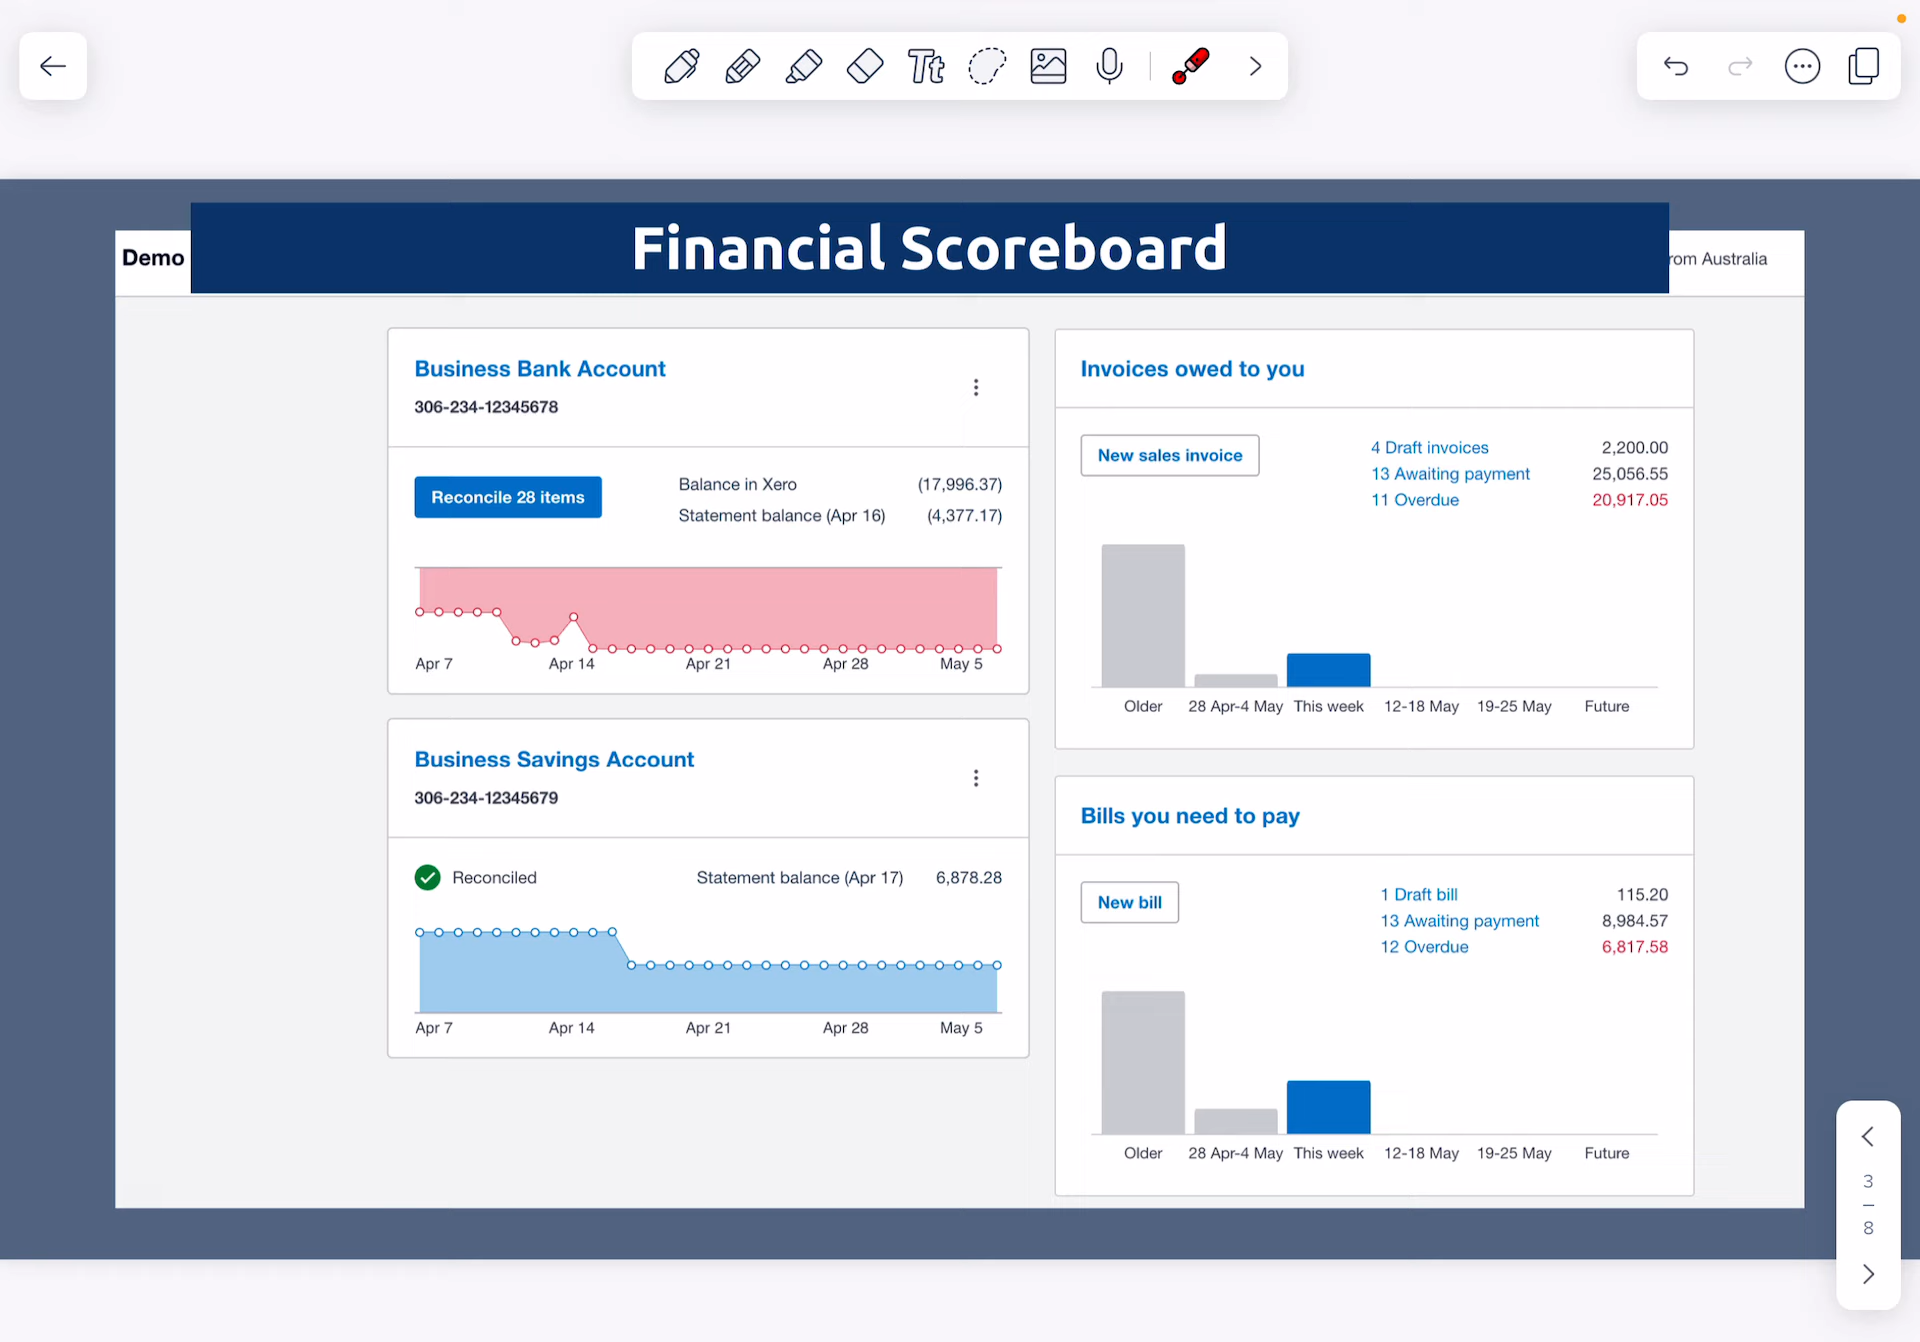 Tt
Financial Scoreboard
Demo
rom Australia
Business Bank Account
306-234-12345678
Reconcile 28 items
Balance in Xero (17,996.37)
Statement balance (Apr 16) (4,377.17)
Apr 7 Apr 14 Apr 21 Apr 28 May 5
Business Savings Account
306-234-12345679
Reconciled
Statement balance (Apr 17) 6,878.28
Apr 7 Apr 14 Apr 21 Apr 28 May 5
Invoices owed to you
New sales invoice
4 Draft invoices 2,200.00
13 Awaiting payment 25,056.55
11 Overdue 20,917.05
Older 28 Apr-4 May This week 12-18 May 19-25 May Future
Bills you need to pay
New bill
1 Draft bill 115.20
13 Awaiting payment 8,984.57
12 Overdue 6,817.58
Older 28 Apr-4 May This week 12-18 May 19-25 May Future
3
8